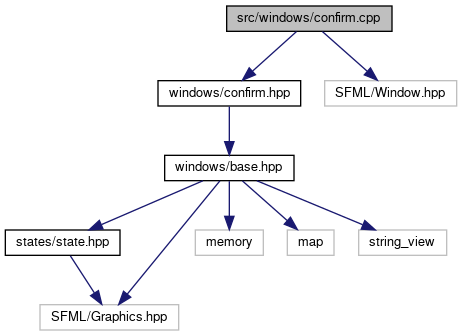 src/windows/confirm.cpp
windows/confirm.hpp
SFML/Window.hpp
windows/base.hpp
states/state.hpp
memory
map
string_view
SFML/Graphics.hpp